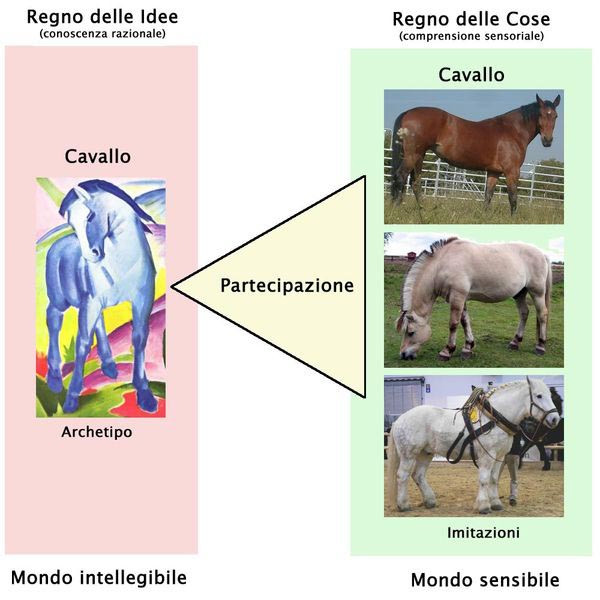 Regno delle Idee
(conoscenza razionale)
Cavallo
Archetipo
Mondo intellegibile
Partecipazione
Regno delle Cose
(comprensione sensoriale)
Cavallo
Imitazioni
Mondo sensibile